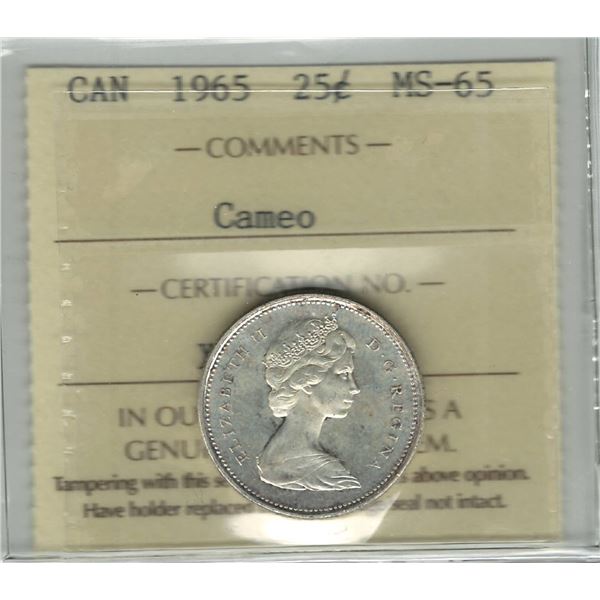 CAN 1965 25¢ MS-65
— COMMENTS —
Cameo
— CERTIFICATION NO. —
ELIZABETH II D·G·REGINA
IN OU S A
GENU EM.
Tampering with this s above opinion.
Have holder replaced seal not intact.